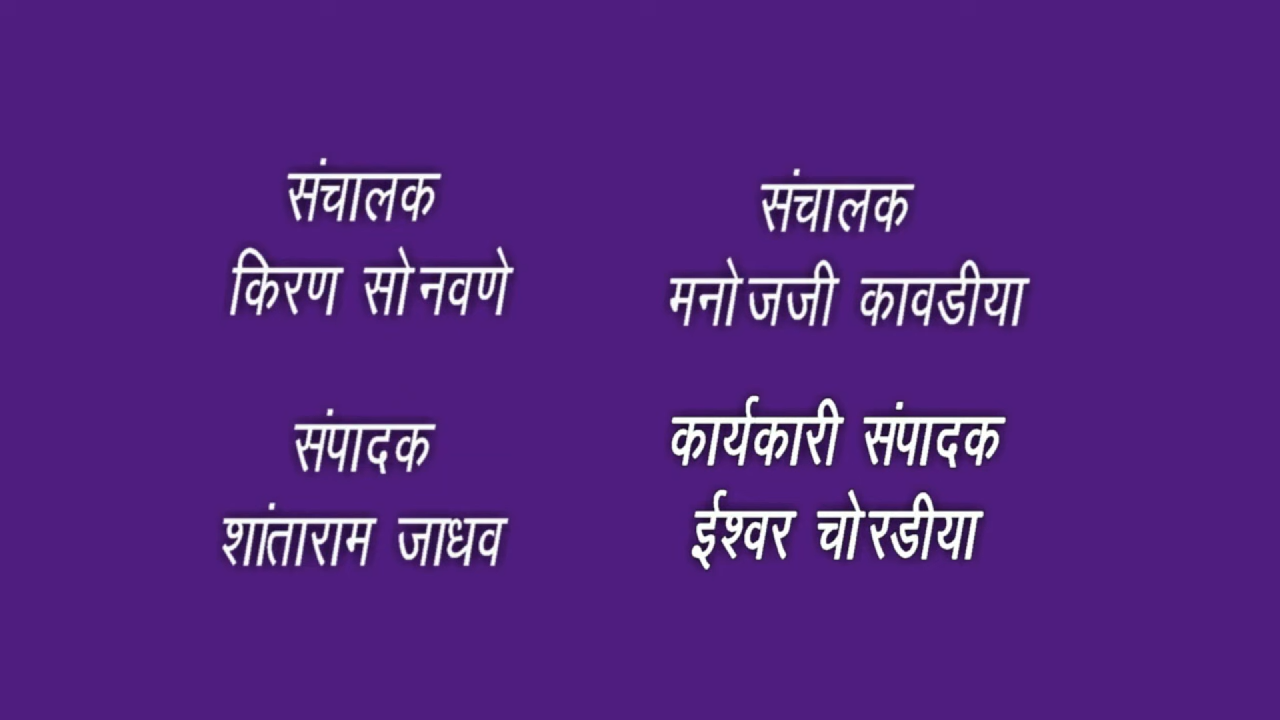 संचालक
किरण सोनवणे
संचालक
मनोजजी कावडीया
संपादक
शांताराम जाधव
कार्यकारी संपादक
ईश्वर चोरडीया